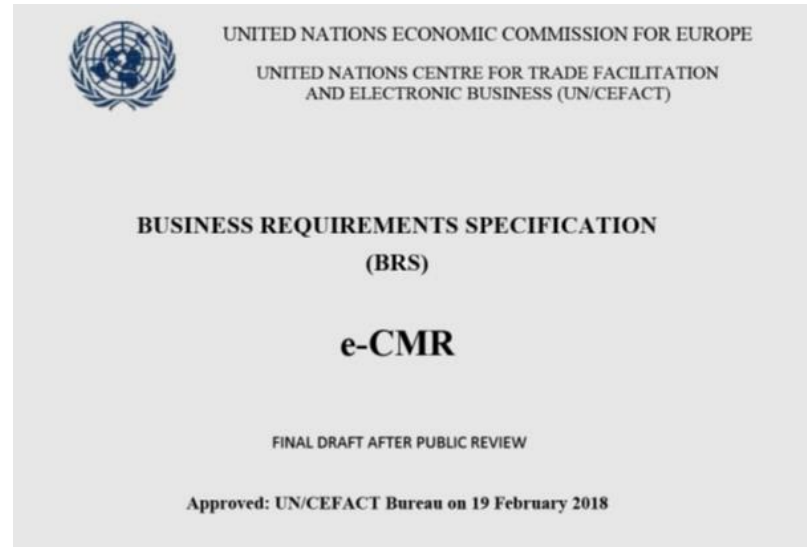 UNITED NATIONS ECONOMIC COMMISSION FOR EUROPE
UNITED NATIONS CENTRE FOR TRADE FACILITATION
AND ELECTRONIC BUSINESS (UN/CEFACT)
BUSINESS REQUIREMENTS SPECIFICATION
(BRS)
e-CMR
FINAL DRAFT AFTER PUBLIC REVIEW
Approved: UN/CEFACT Bureau on 19 February 2018